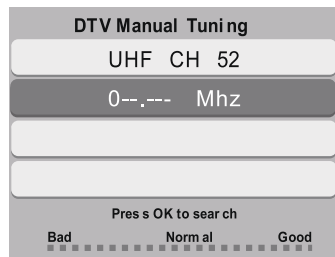 DTV Manual Tuning
UHF CH 52
0--.--- Mhz
Press OK to search
Bad Normal Good